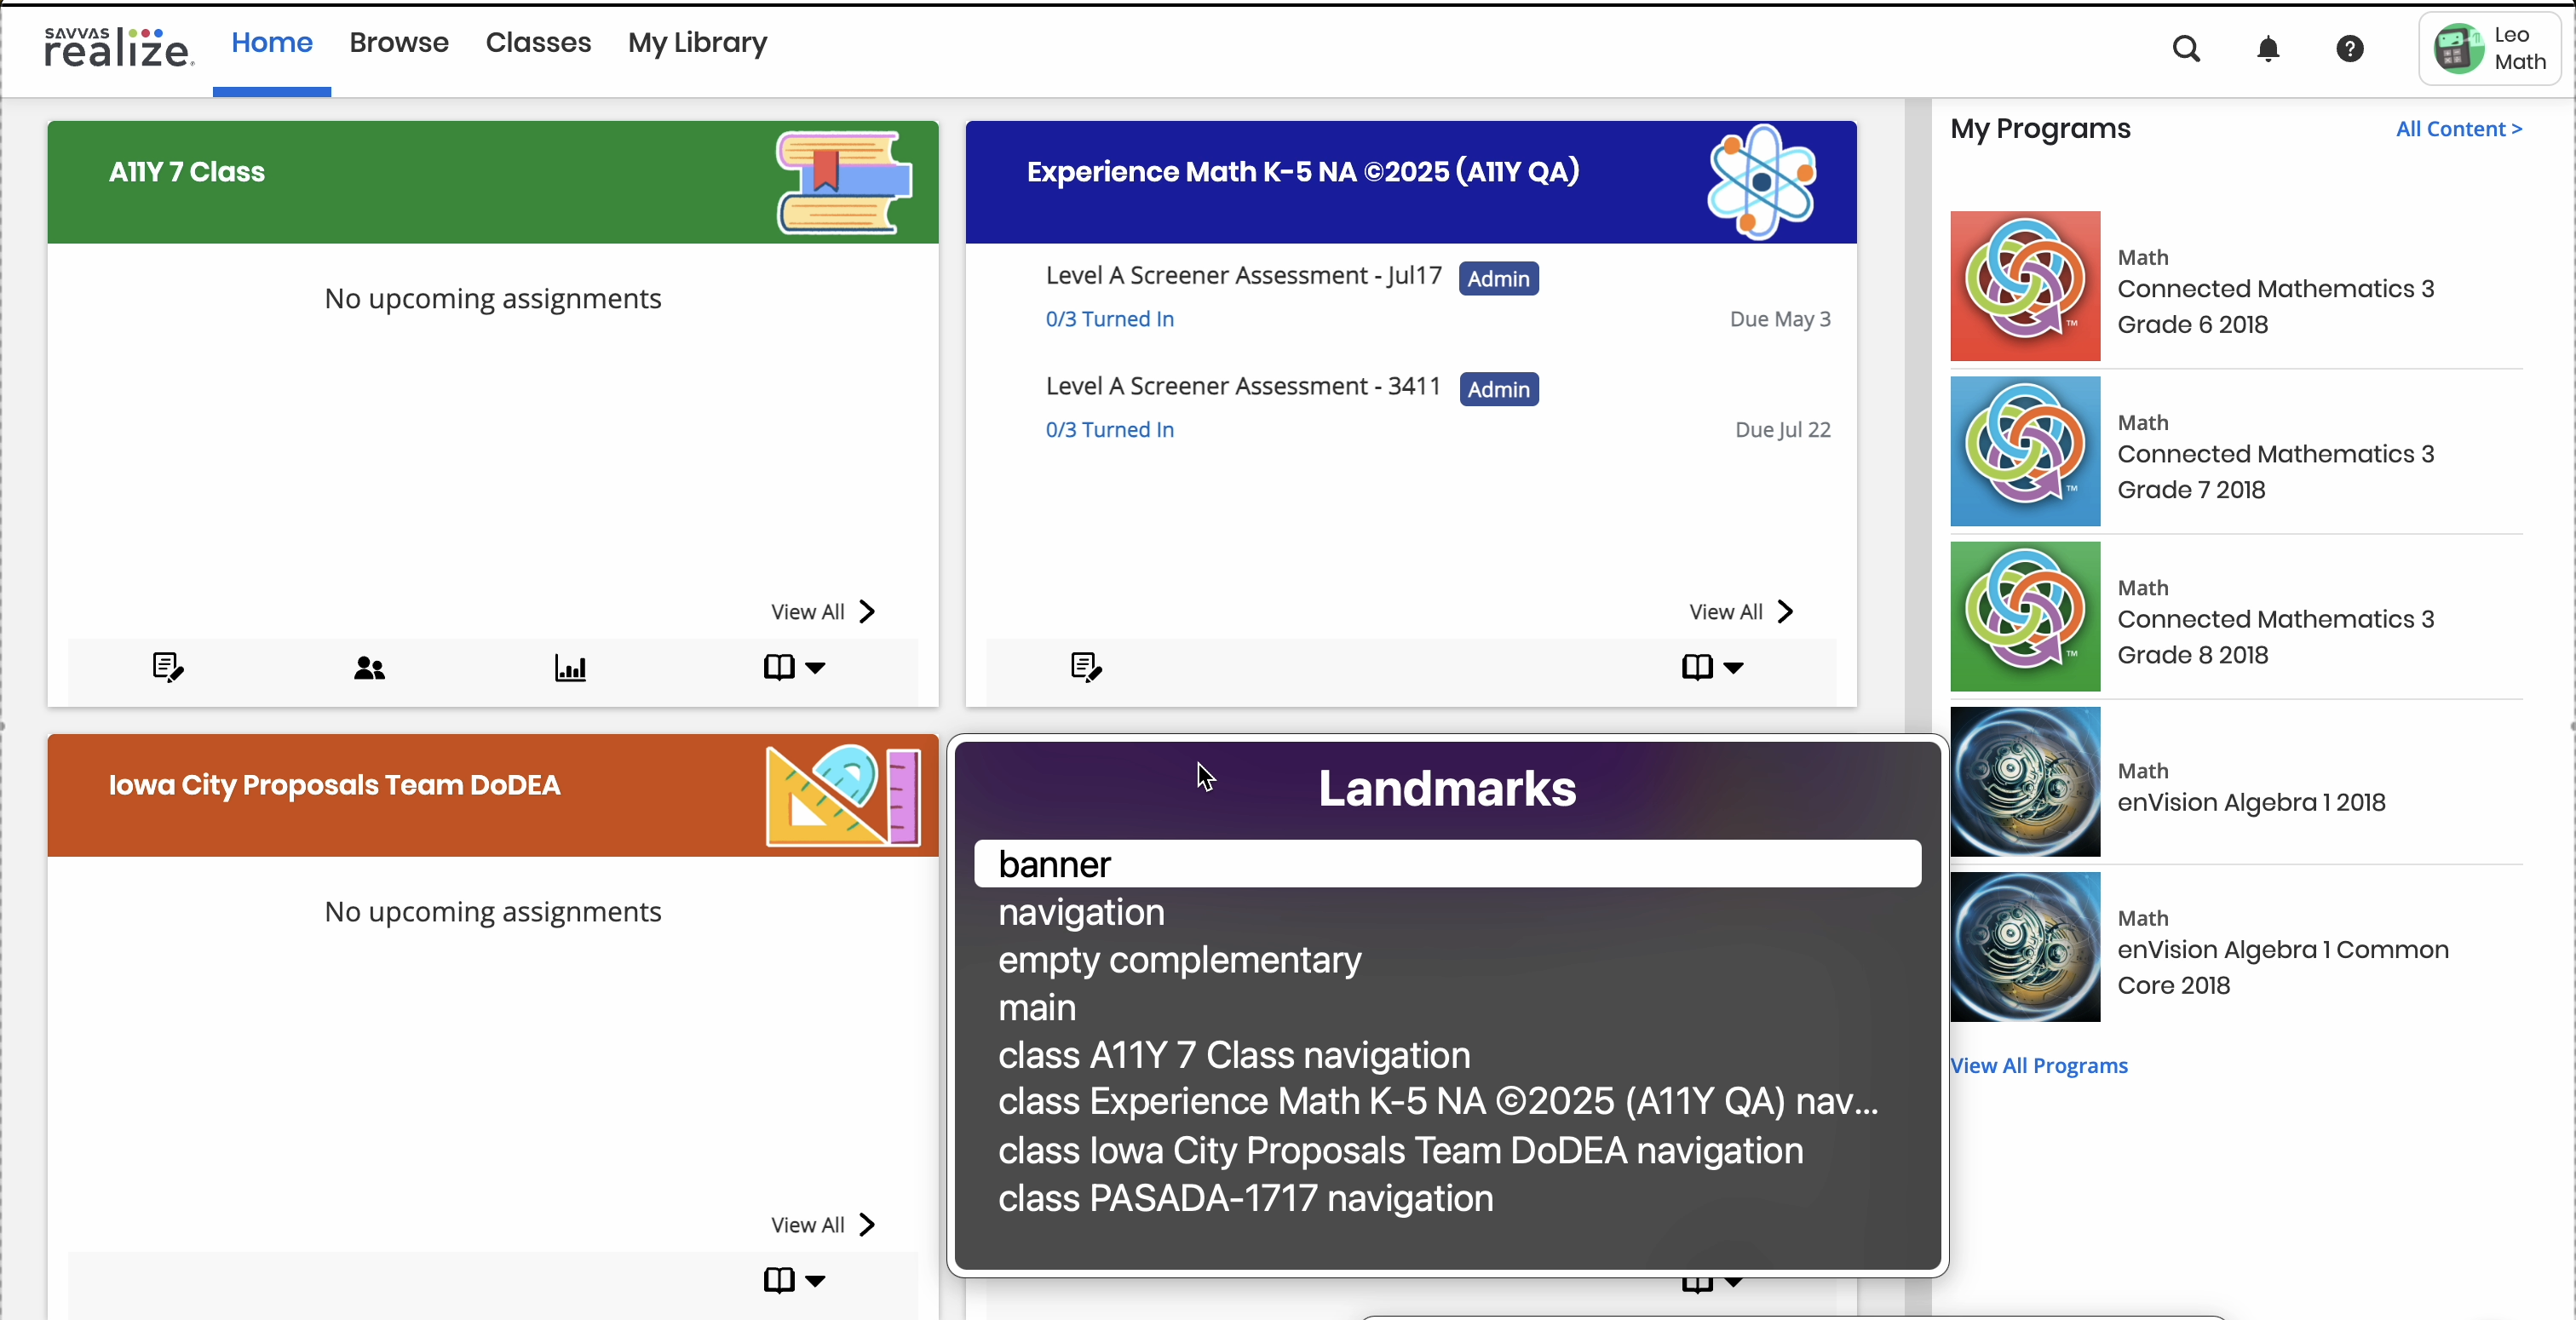 SAVVAS
realize.
Home
Browse
Classes
My Library
Leo
Math
A11Y 7 Class
No upcoming assignments
View All
Experience Math K-5 NA ©2025 (A11Y QA)
Level A Screener Assessment - Jul17 Admin
0/3 Turned In
Due May 3
Level A Screener Assessment - 3411 Admin
0/3 Turned In
Due Jul 22
View All
Iowa City Proposals Team DoDEA
No upcoming assignments
View All
Landmarks
banner
navigation
empty complementary
main
class A11Y 7 Class navigation
class Experience Math K-5 NA ©2025 (A11Y QA) nav...
class Iowa City Proposals Team DoDEA navigation
class PASADA-1717 navigation
My Programs
All Content >
Math
Connected Mathematics 3
Grade 6 2018
TM
Math
Connected Mathematics 3
Grade 7 2018
TM
Math
Connected Mathematics 3
Grade 8 2018
TM
Math
enVision Algebra 1 2018
Math
enVision Algebra 1 Common
Core 2018
View All Programs